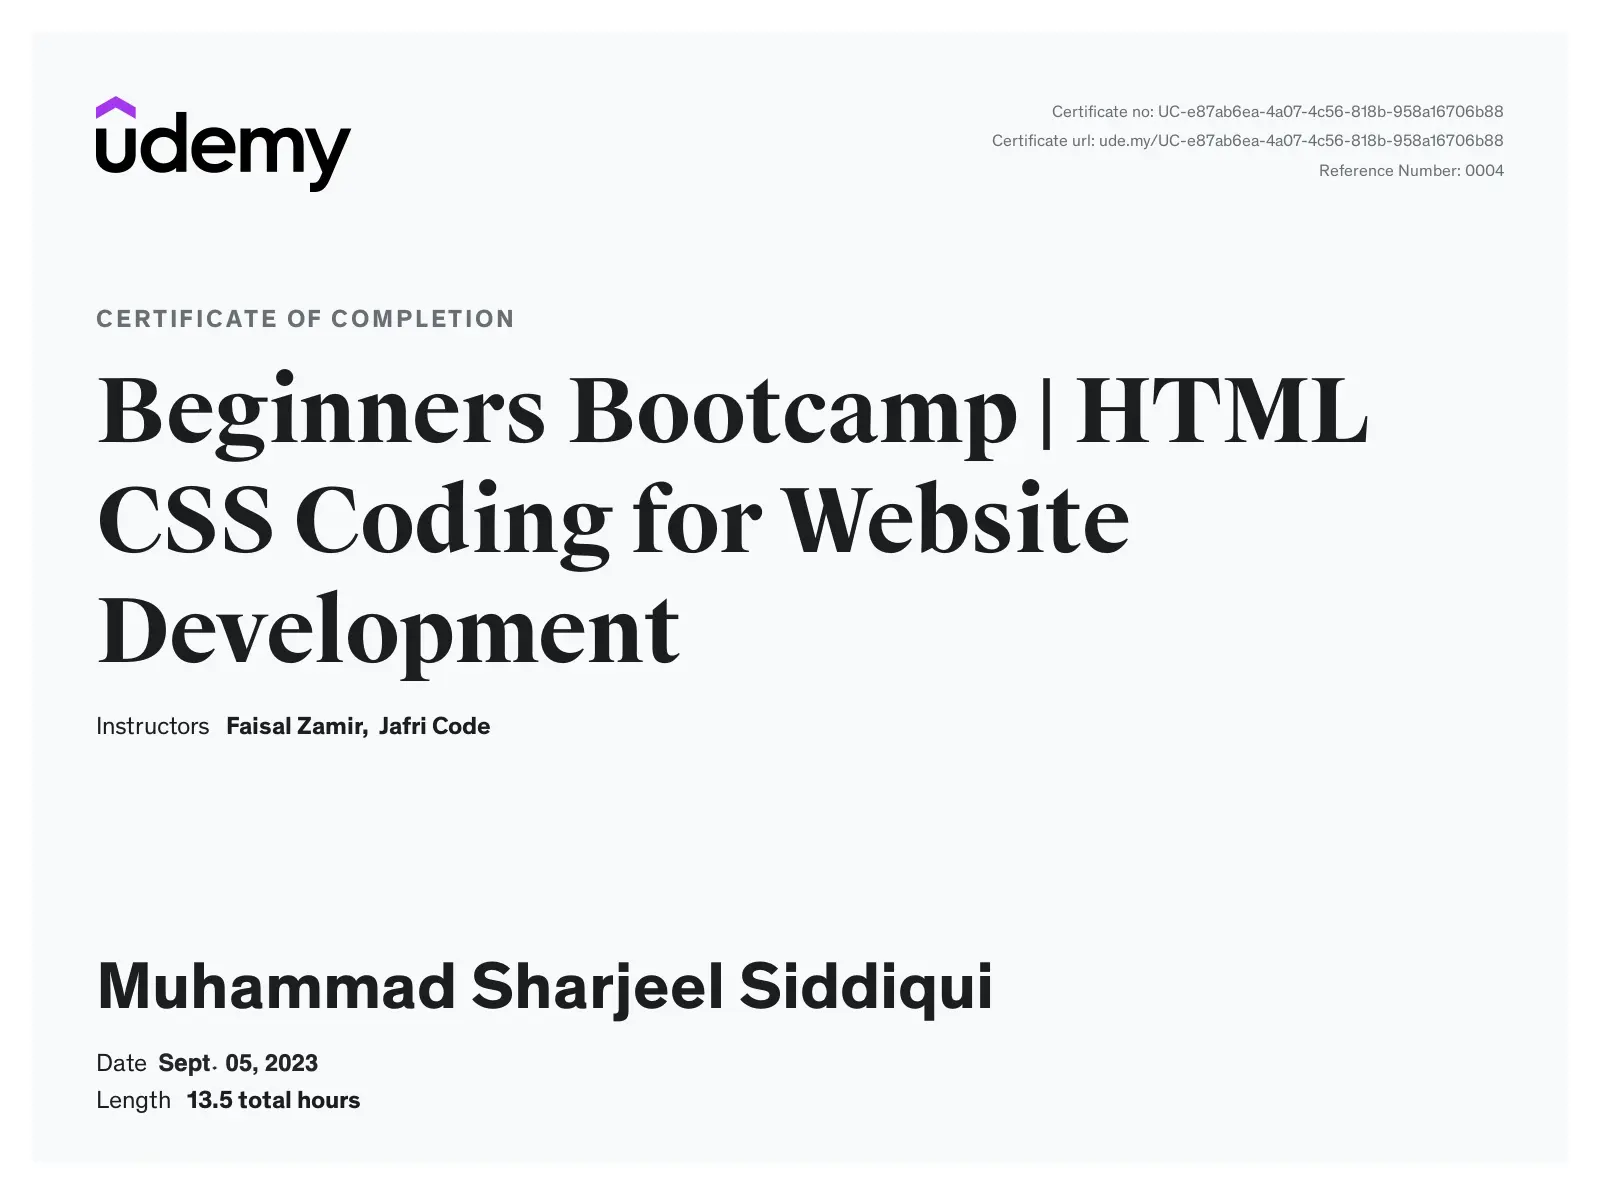 udemy
Certificate no: UC-e87ab6ea-4a07-4c56-818b-958a16706b88
Certificate url: ude.my/UC-e87ab6ea-4a07-4c56-818b-958a16706b88
Reference Number: 0004
CERTIFICATE OF COMPLETION
Beginners Bootcamp | HTML
CSS Coding for Website
Development
Instructors Faisal Zamir, Jafri Code
Muhammad Sharjeel Siddiqui
Date Sept. 05, 2023
Length 13.5 total hours